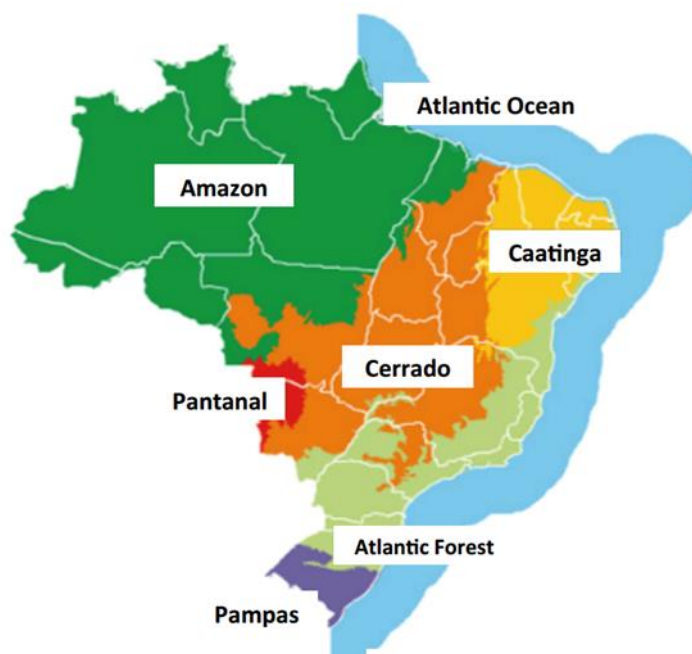 Atlantic Ocean
Amazon
Caatinga
Cerrado
Pantanal
Atlantic Forest
Pampas